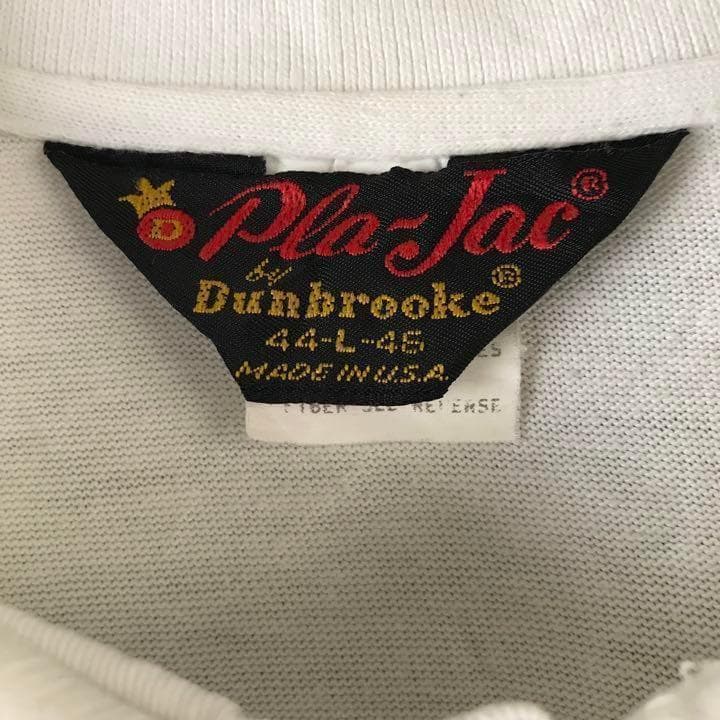 Pla-Jac®
by
Dunbrooke®
44-L-46
MADE IN U.S.A.
FIBER SEE REVERSE